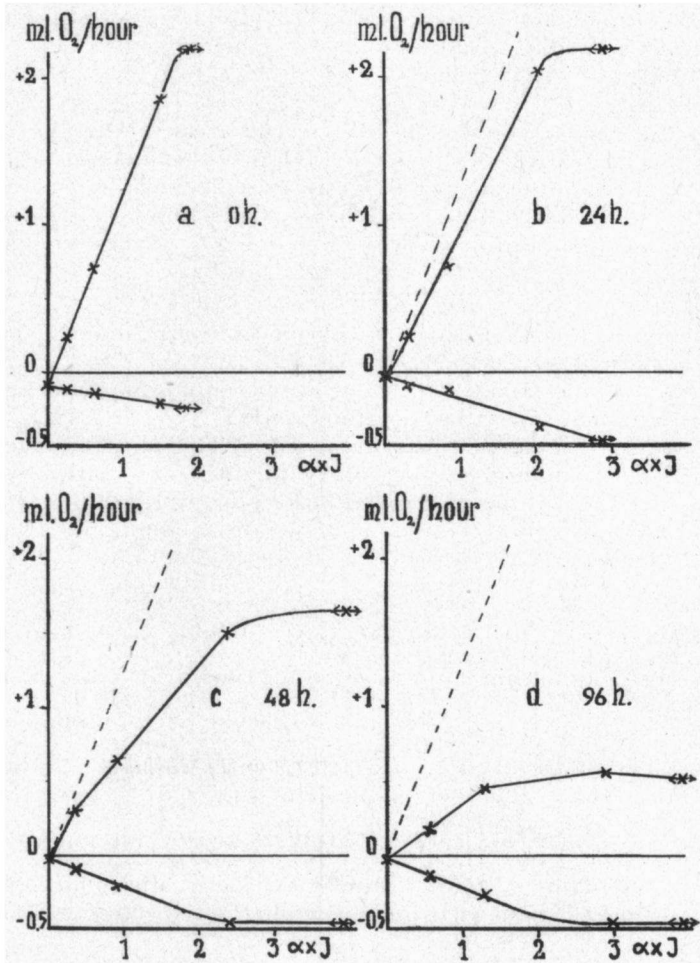 ml.O₂/hour
+2
+1
0
-0.5
a 0h.
1 2 3 α×J
ml.O₂/hour
+2
+1
0
-0.5
b 24h.
1 2 3 α×J
ml.O₂/hour
+2
+1
0
-0.5
c 48h.
1 2 3 α×J
ml.O₂/hour
+2
+1
0
-0.5
d 96h.
1 2 3 α×J